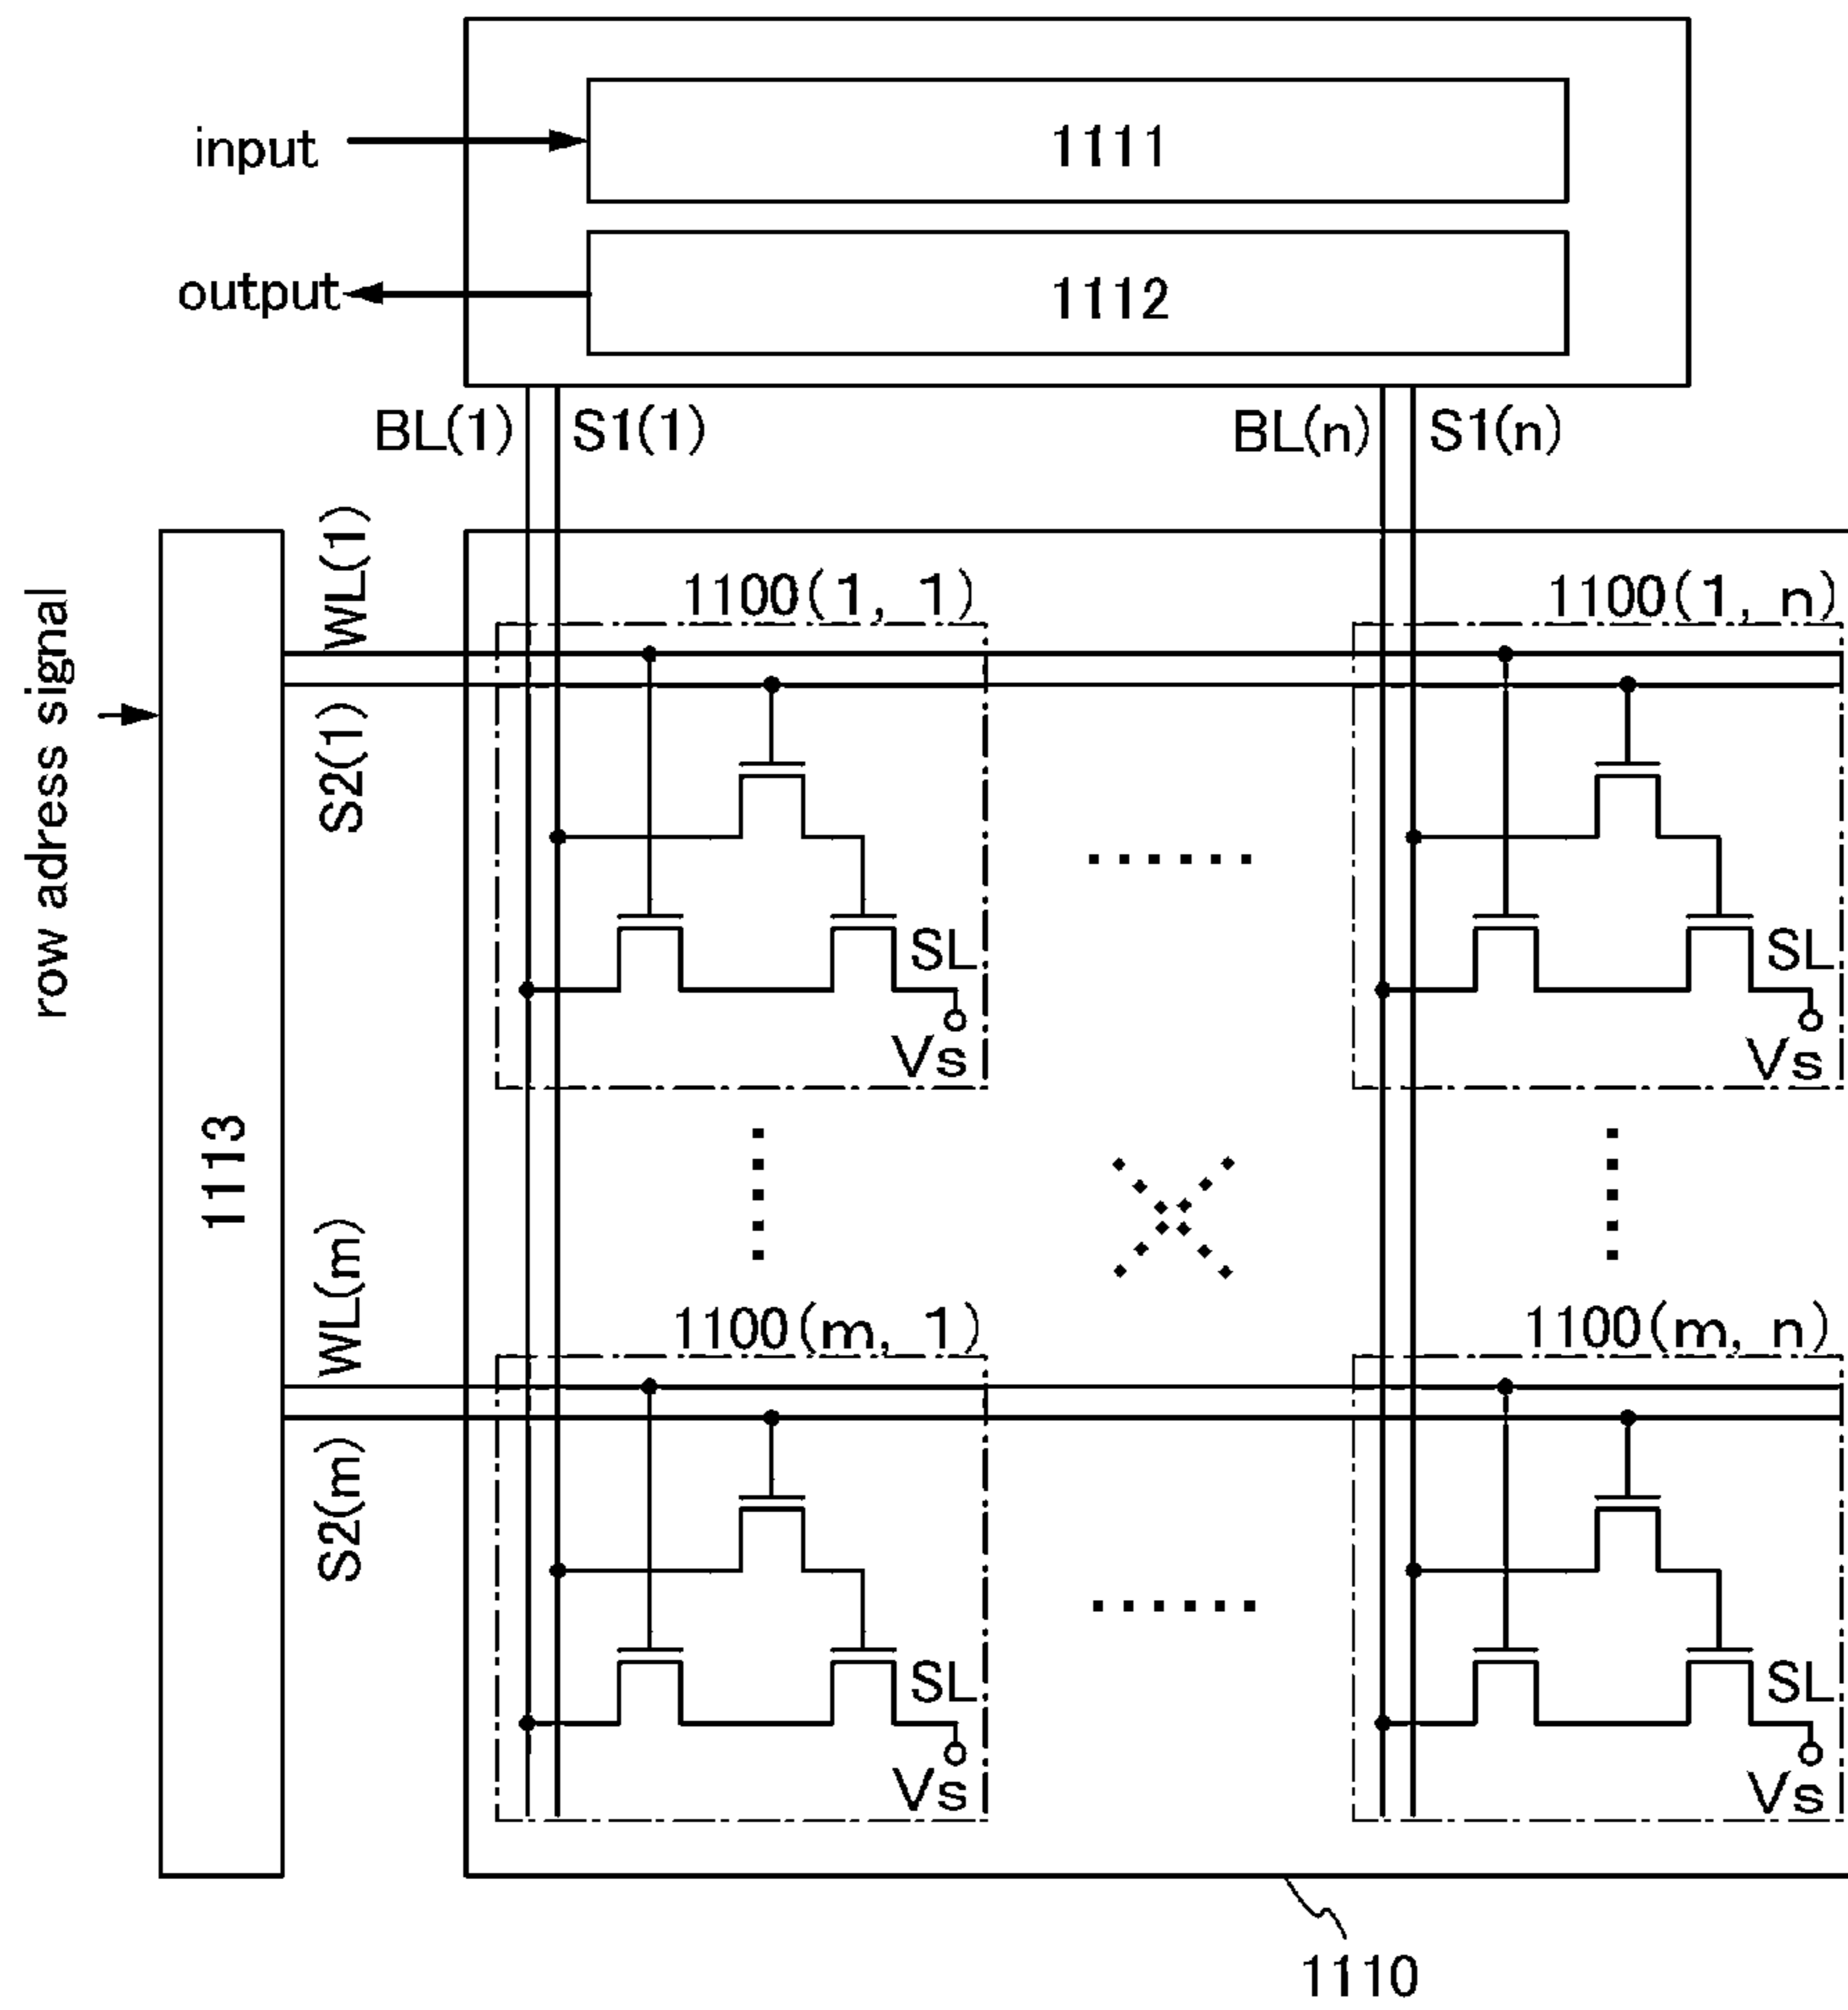 input
1111
output
1112
BL(1)
S1(1)
BL(n)
S1(n)
row adress signal
1113
WL(1)
S2(1)
1100(1, 1)
1100(1, n)
SL
Vs
SL
Vs
WL(m)
S2(m)
1100(m, 1)
1100(m, n)
SL
Vs
SL
Vs
1110